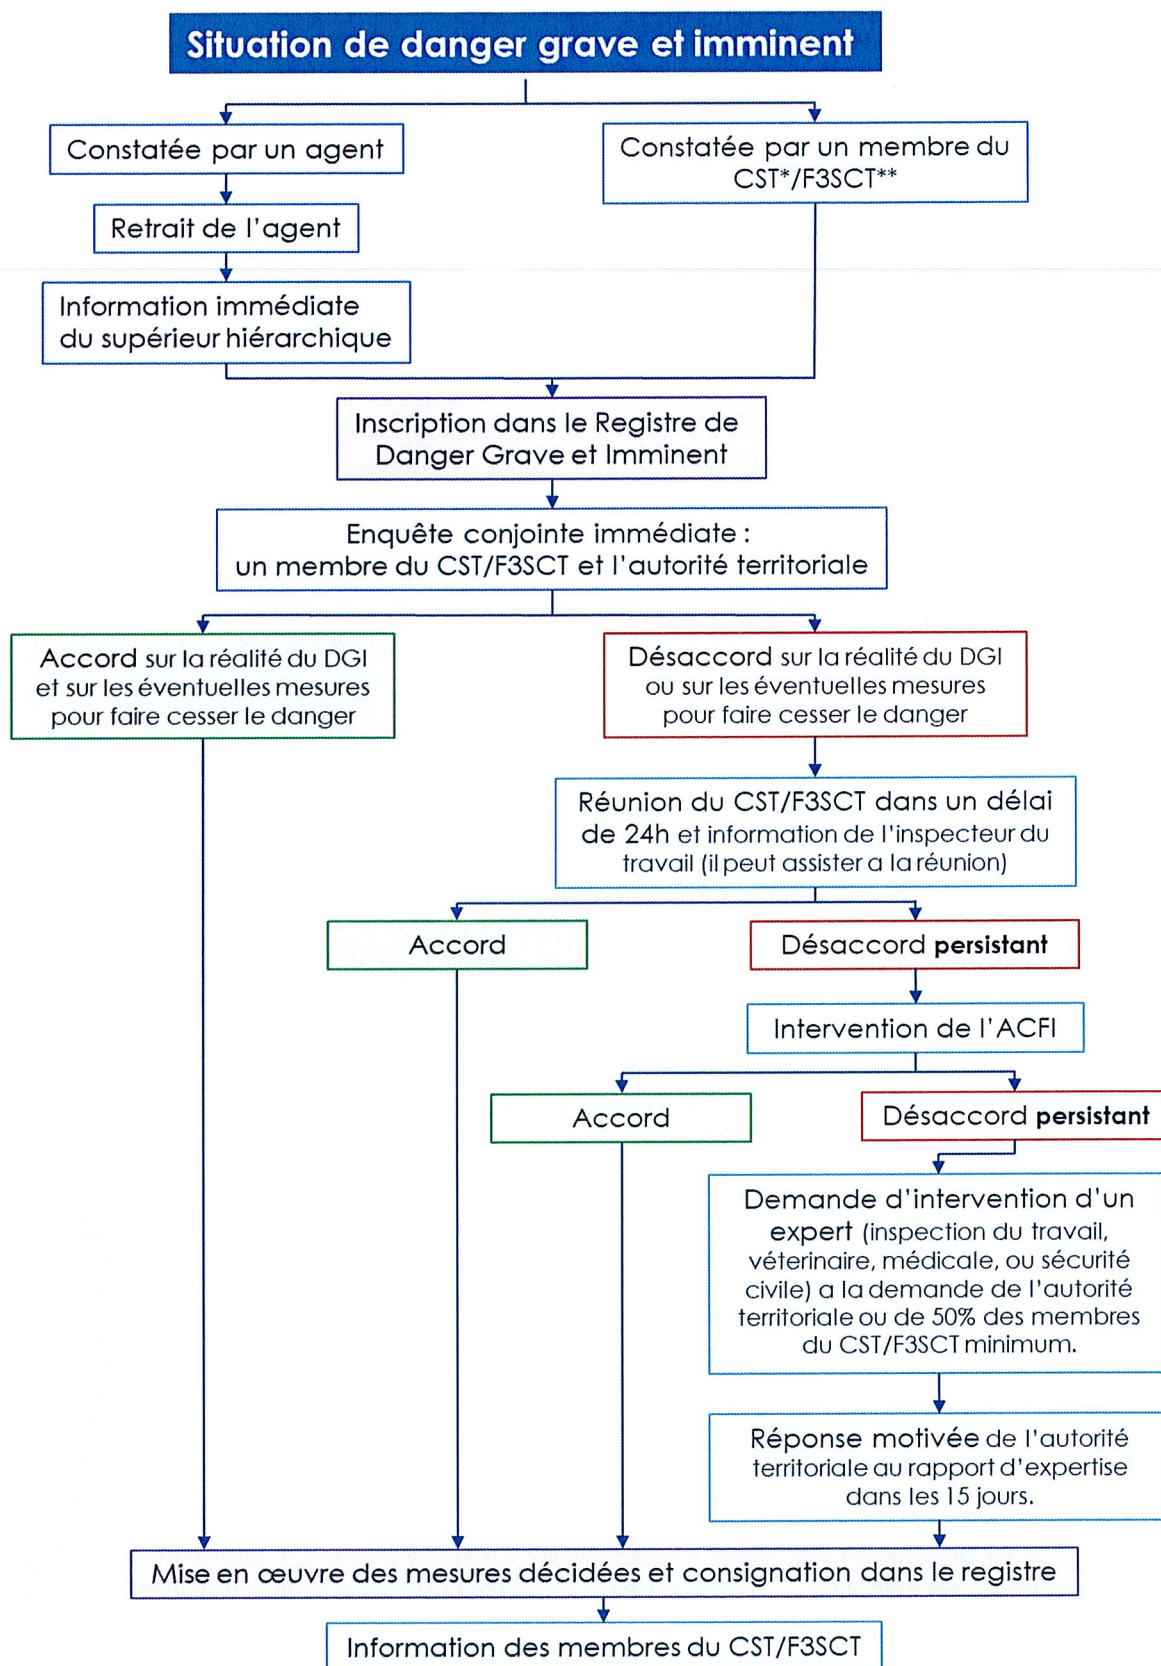 Situation de danger grave et imminent
Constatée par un agent
Constatée par un membre du
CST*/F3SCT**
Retrait de l'agent
Information immédiate
du supérieur hiérarchique
Inscription dans le Registre de
Danger Grave et Imminent
Enquête conjointe immédiate :
un membre du CST/F3SCT et l'autorité territoriale
Accord sur la réalité du DGI
et sur les éventuelles mesures
pour faire cesser le danger
Désaccord sur la réalité du DGI
ou sur les éventuelles mesures
pour faire cesser le danger
Réunion du CST/F3SCT dans un délai
de 24h et information de l'inspecteur du
travail (il peut assister a la réunion)
Accord
Désaccord persistant
Intervention de l'ACFI
Accord
Désaccord persistant
Demande d'intervention d'un
expert (inspection du travail,
véterinaire, médicale, ou sécurité
civile) a la demande de l'autorité
territoriale ou de 50% des membres
du CST/F3SCT minimum.
Réponse motivée de l'autorité
territoriale au rapport d'expertise
dans les 15 jours.
Mise en œuvre des mesures décidées et consignation dans le registre
Information des membres du CST/F3SCT